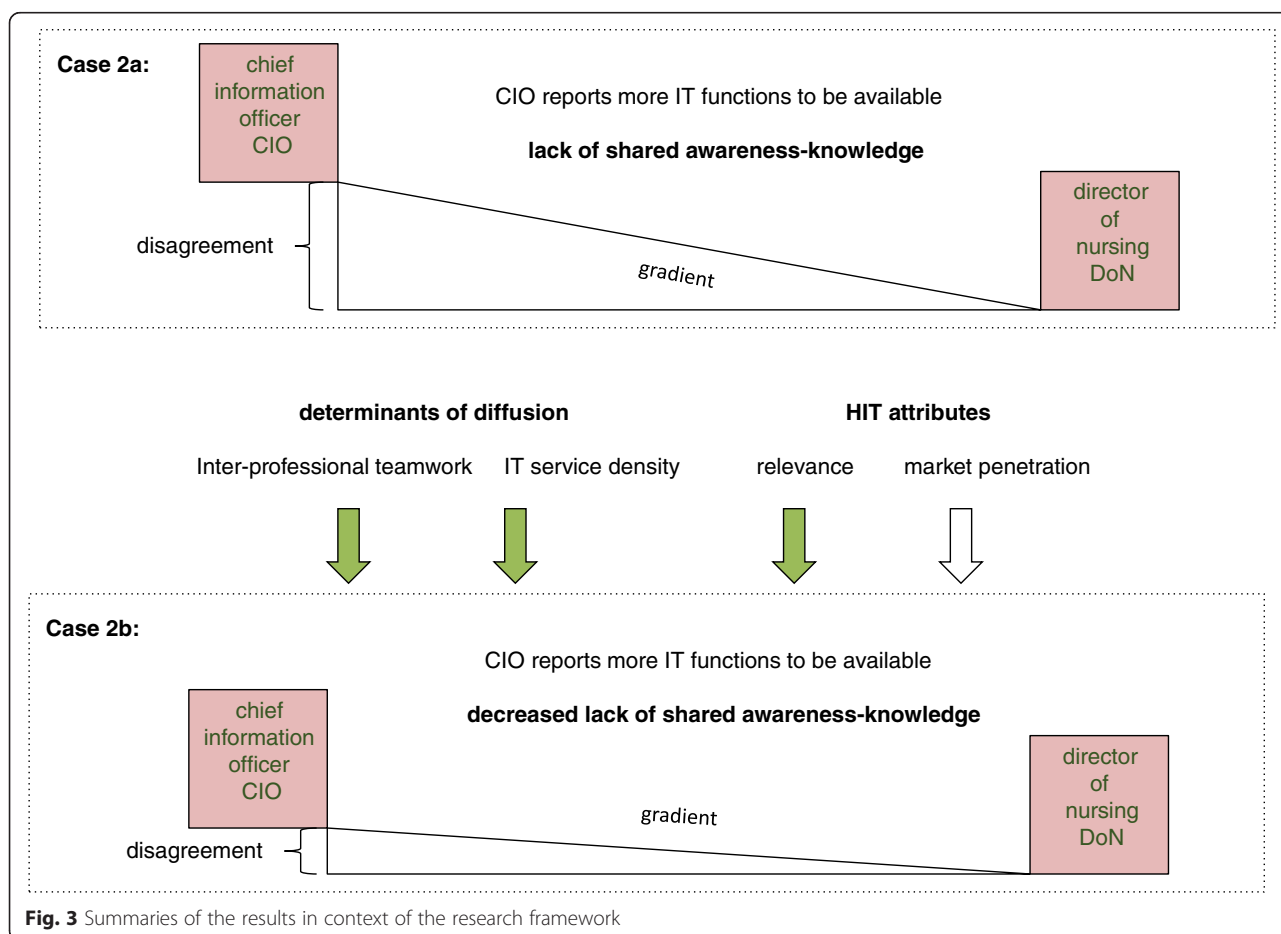 Case 2a:
chief
information
officer
CIO
CIO reports more IT functions to be available
lack of shared awareness-knowledge
director
of
nursing
DoN
disagreement
gradient
determinants of diffusion
HIT attributes
Inter-professional teamwork
IT service density
relevance
market penetration
Case 2b:
CIO reports more IT functions to be available
chief
information
officer
CIO
decreased lack of shared awareness-knowledge
director
of
nursing
DoN
gradient
disagreement
Fig. 3 Summaries of the results in context of the research framework